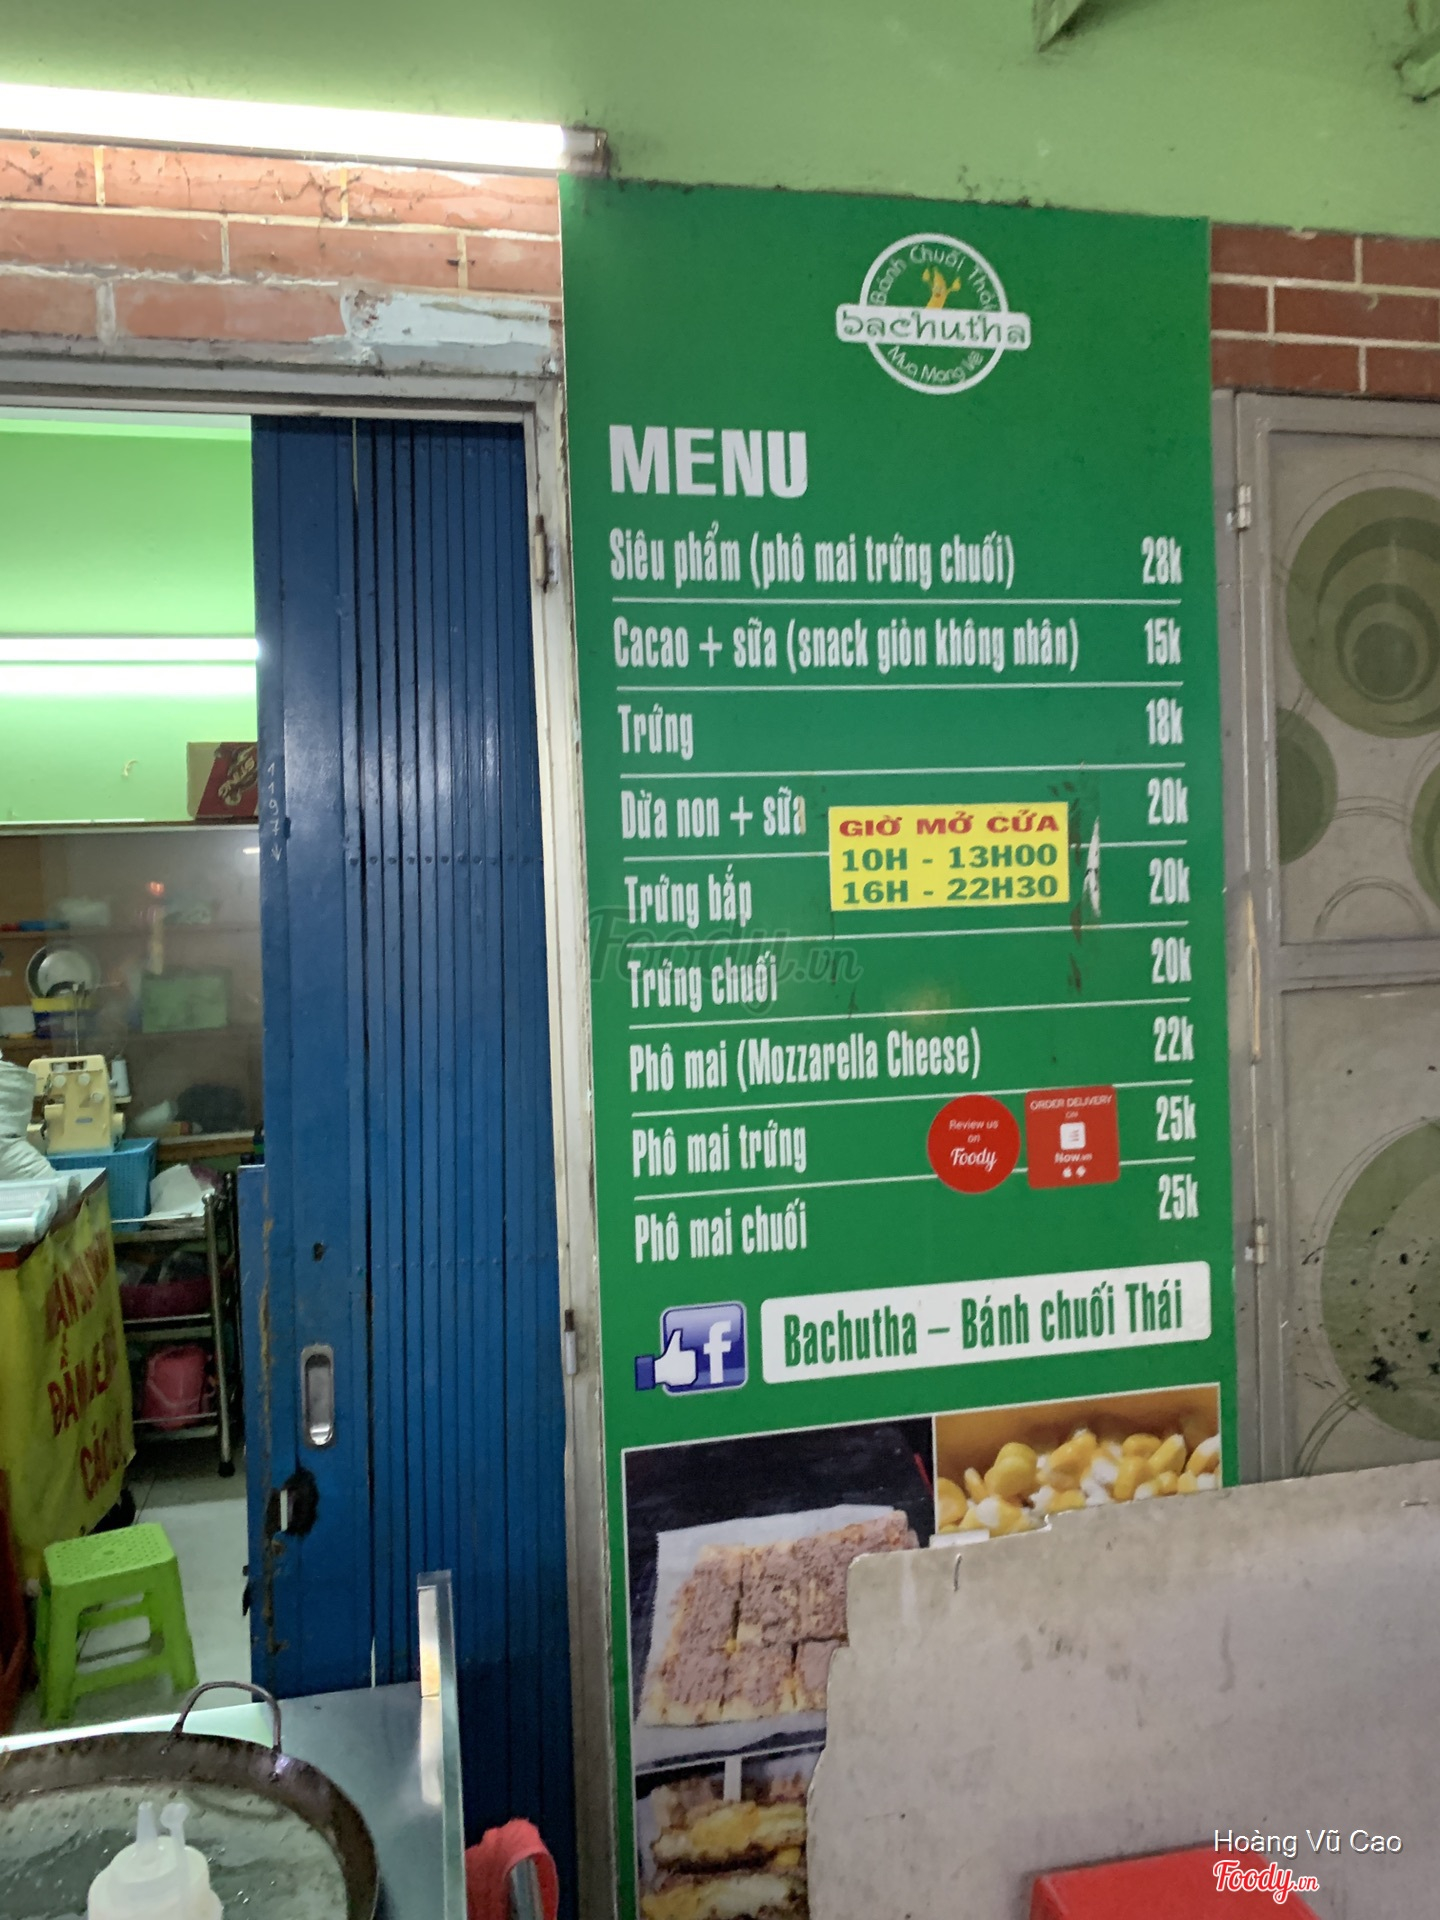 Bánh Chuối Thái
bachutha
Mua Mang Về
MENU
Siêu phẩm (phô mai trứng chuối) 28k
Cacao + sữa (snack giòn không nhân) 15k
Trứng 18k
Dừa non + sữa 20k
GIỜ MỞ CỬA
10H - 13H00
16H - 22H30
Trứng bắp 20k
Trứng chuối 20k
Foody.vn
Phô mai (Mozzarella Cheese) 22k
Phô mai trứng 25k
Review us
on
Foody
ORDER DELIVERY
Now.vn
Phô mai chuối 25k
f
Bachutha – Bánh chuối Thái
11974
Hoàng Vũ Cao
Foody.vn